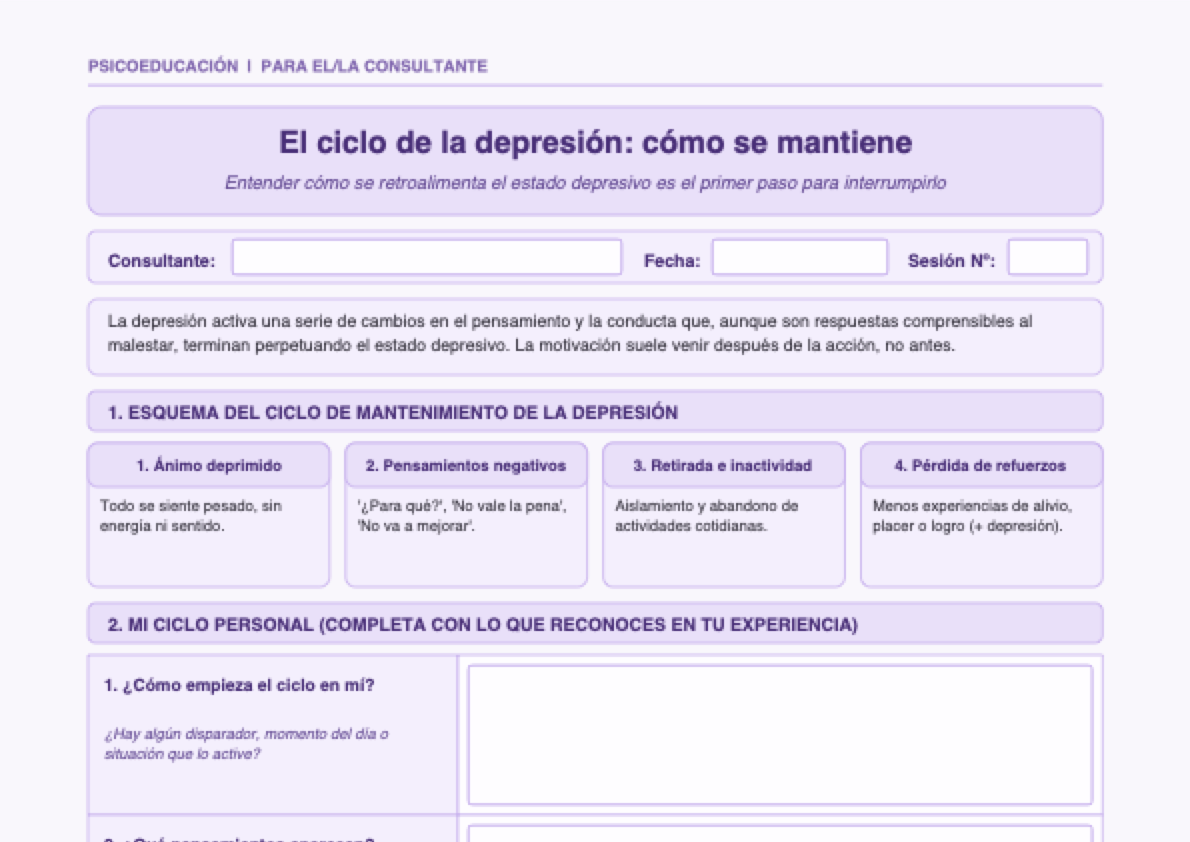 PSICOEDUCACIÓN | PARA EL/LA CONSULTANTE
El ciclo de la depresión: cómo se mantiene
Entender cómo se retroalimenta el estado depresivo es el primer paso para interrumpirlo
Consultante:
Fecha:
Sesión Nº:
La depresión activa una serie de cambios en el pensamiento y la conducta que, aunque son respuestas comprensibles al
malestar, terminan perpetuando el estado depresivo. La motivación suele venir después de la acción, no antes.
1. ESQUEMA DEL CICLO DE MANTENIMIENTO DE LA DEPRESIÓN
1. Ánimo deprimido
Todo se siente pesado, sin
energía ni sentido.
2. Pensamientos negativos
'¿Para qué?', 'No vale la pena',
'No va a mejorar'.
3. Retirada e inactividad
Aislamiento y abandono de
actividades cotidianas.
4. Pérdida de refuerzos
Menos experiencias de alivio,
placer o logro (+ depresión).
2. MI CICLO PERSONAL (COMPLETA CON LO QUE RECONOCES EN TU EXPERIENCIA)
1. ¿Cómo empieza el ciclo en mí?
¿Hay algún disparador, momento del día o
situación que lo active?
2. ¿Qué pensamientos aparecen?